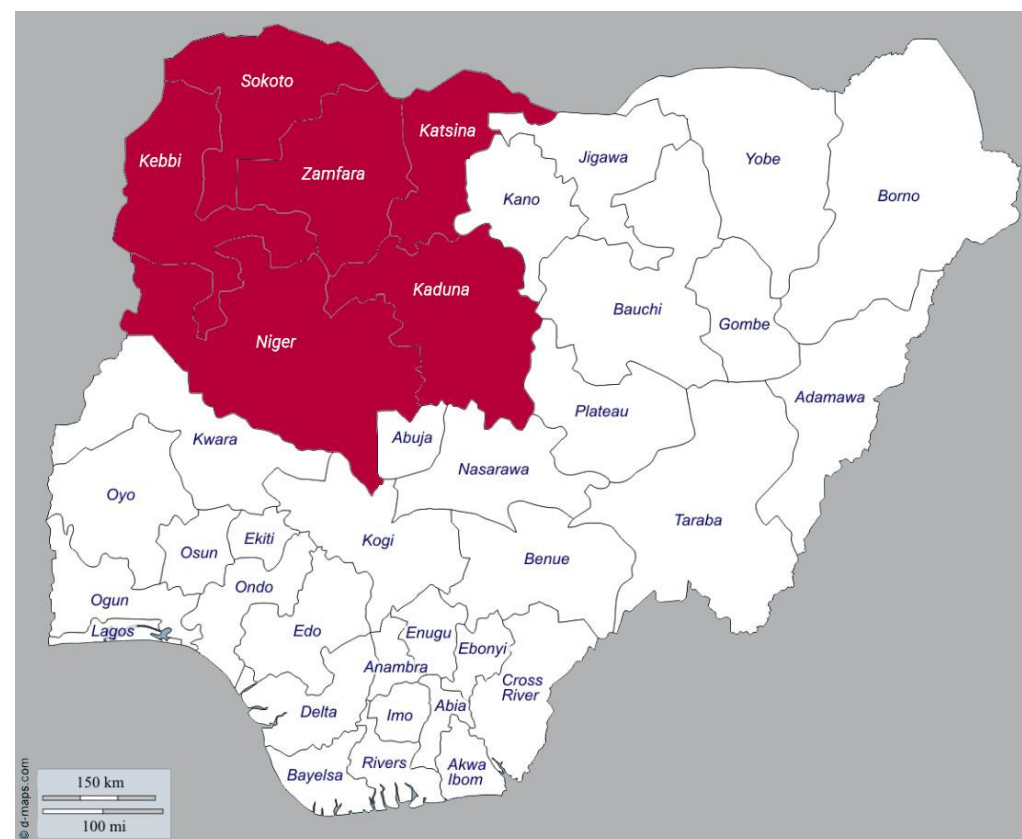 Sokoto
Katsina
Kebbi
Zamfara
Jigawa
Yobe
Kano
Borno
Kaduna
Bauchi
Gombe
Niger
Adamawa
Plateau
Kwara
Abuja
Nasarawa
Oyo
Taraba
Osun
Ekiti
Kogi
Benue
Ondo
Ogun
Lagos
Edo
Enugu
Ebonyi
Anambra
Cross
River
Delta
Imo
Abia
Bayelsa
Rivers
Akwa
Ibom
150 km
100 mi
© d-maps.com